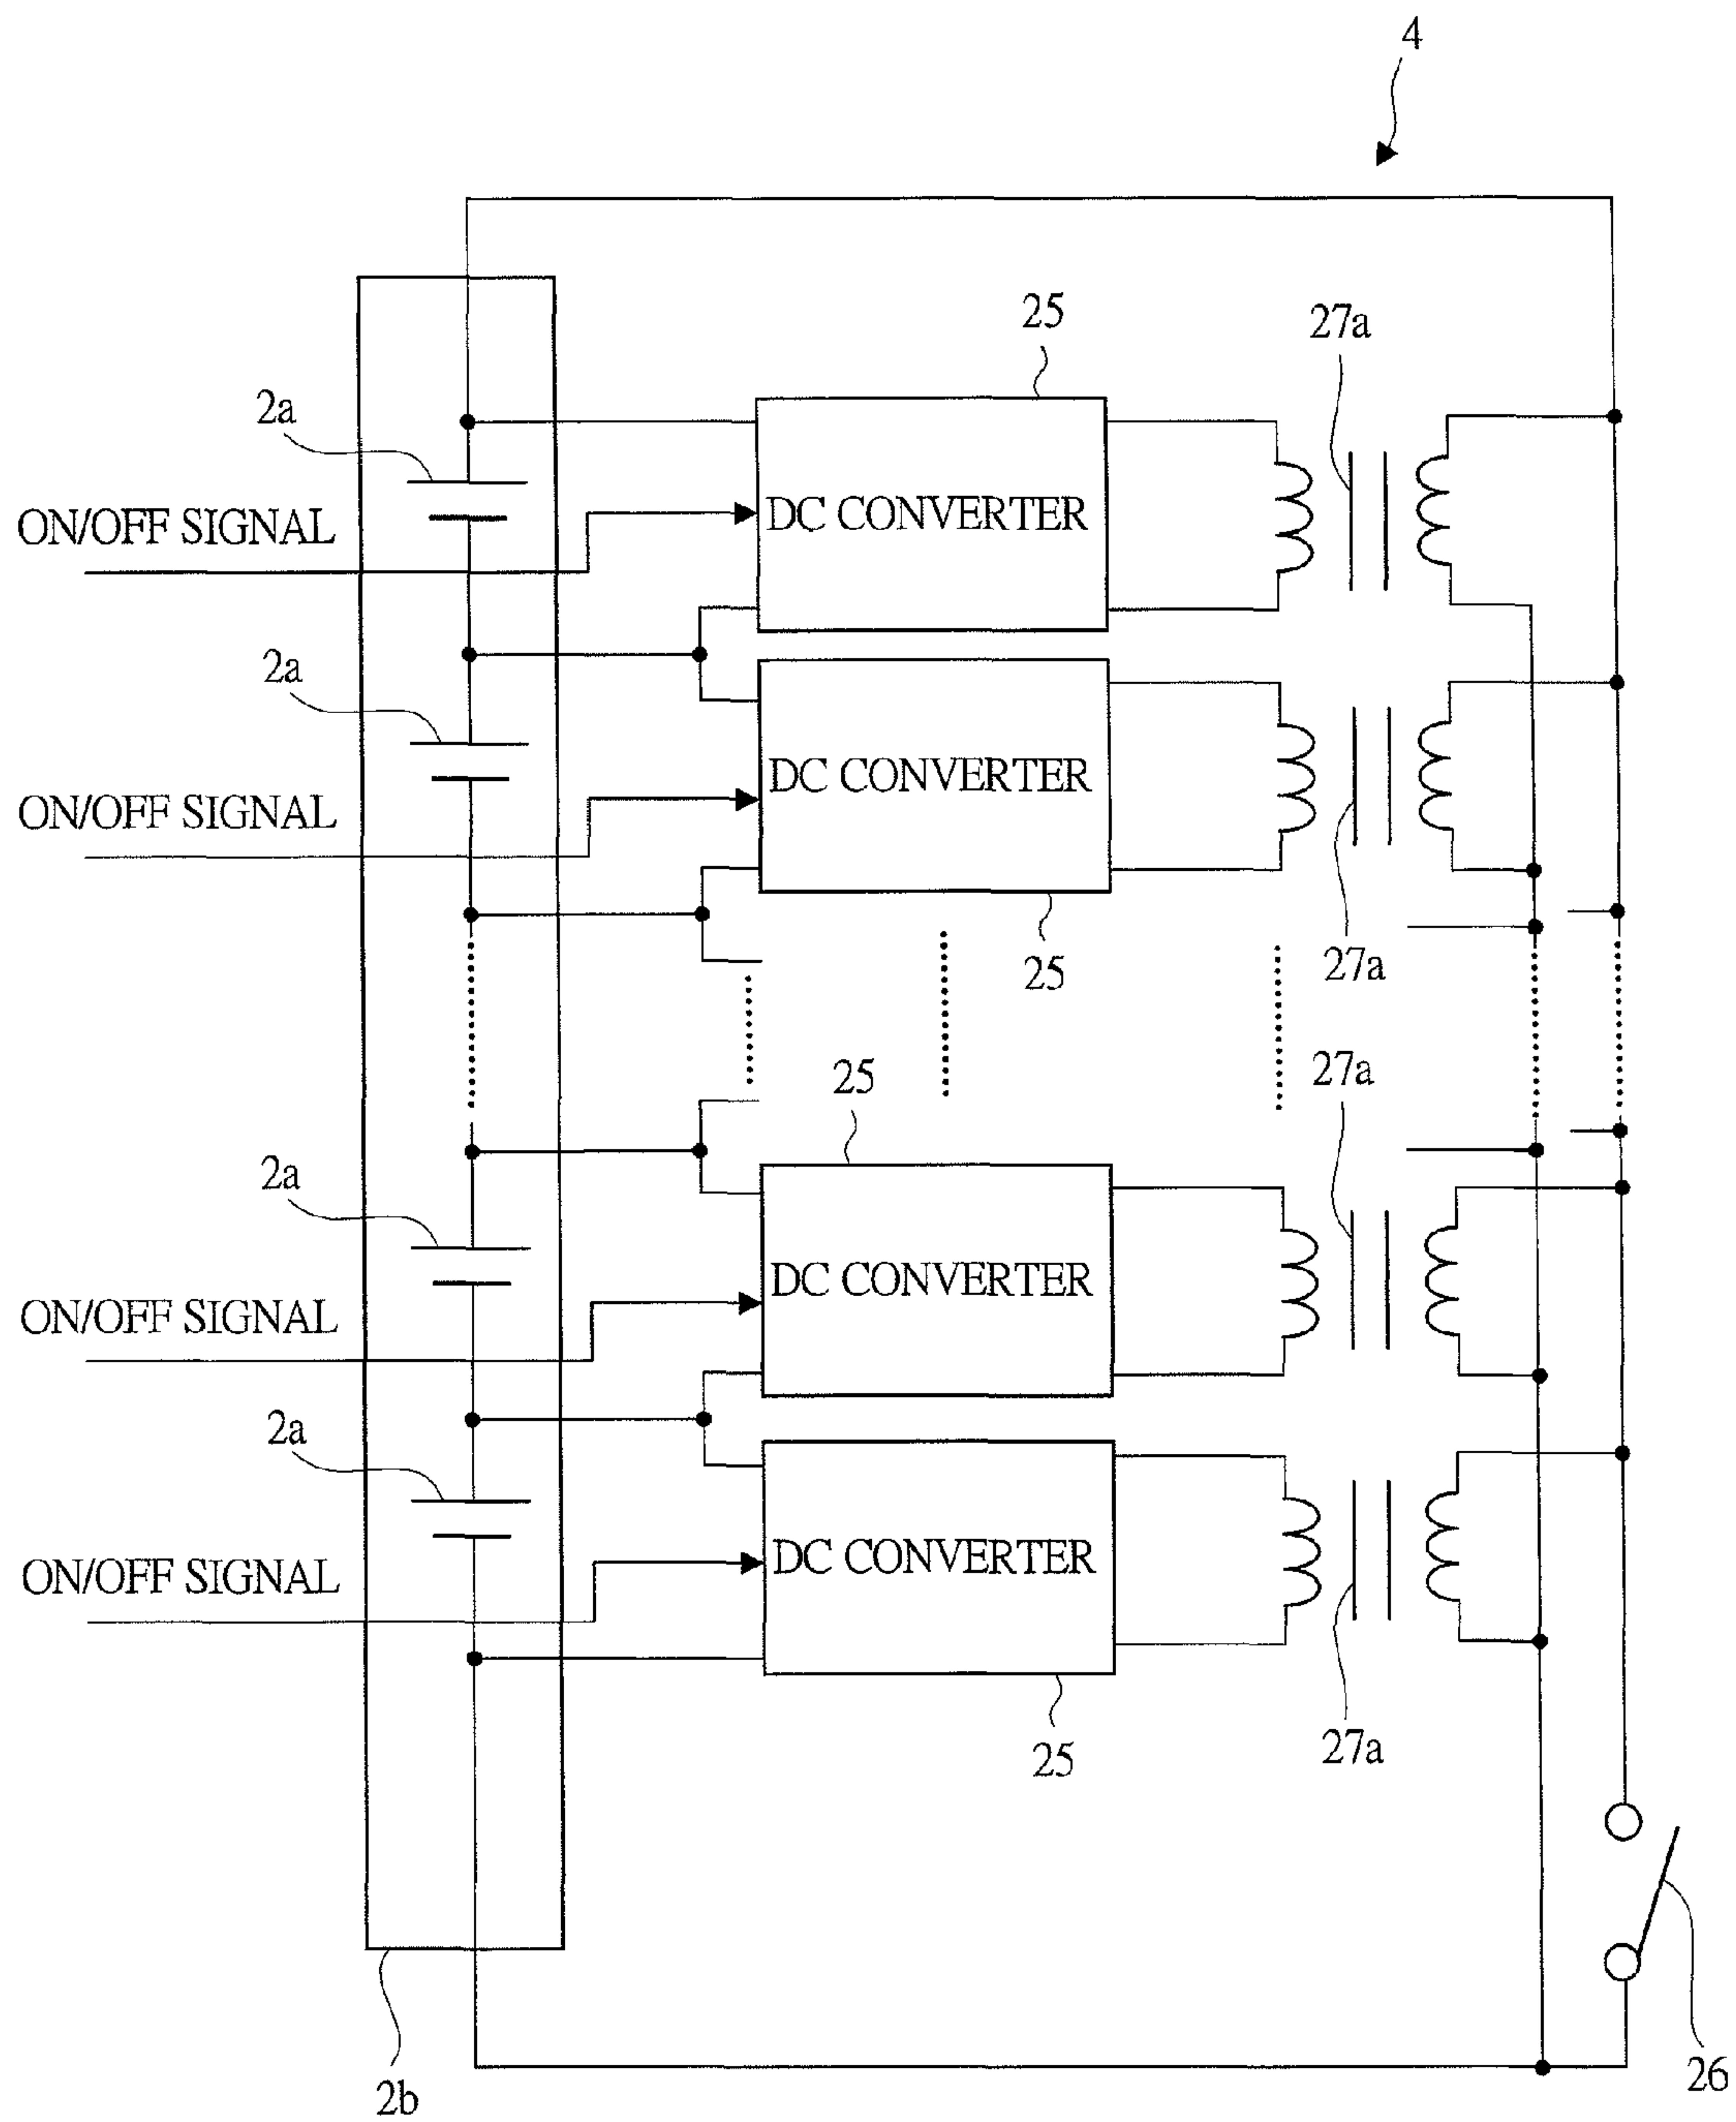 4
25
27a
2a
ON/OFF SIGNAL
DC CONVERTER
2a
DC CONVERTER
ON/OFF SIGNAL
25
27a
25
27a
2a
DC CONVERTER
ON/OFF SIGNAL
2a
DC CONVERTER
ON/OFF SIGNAL
25
27a
2b
26